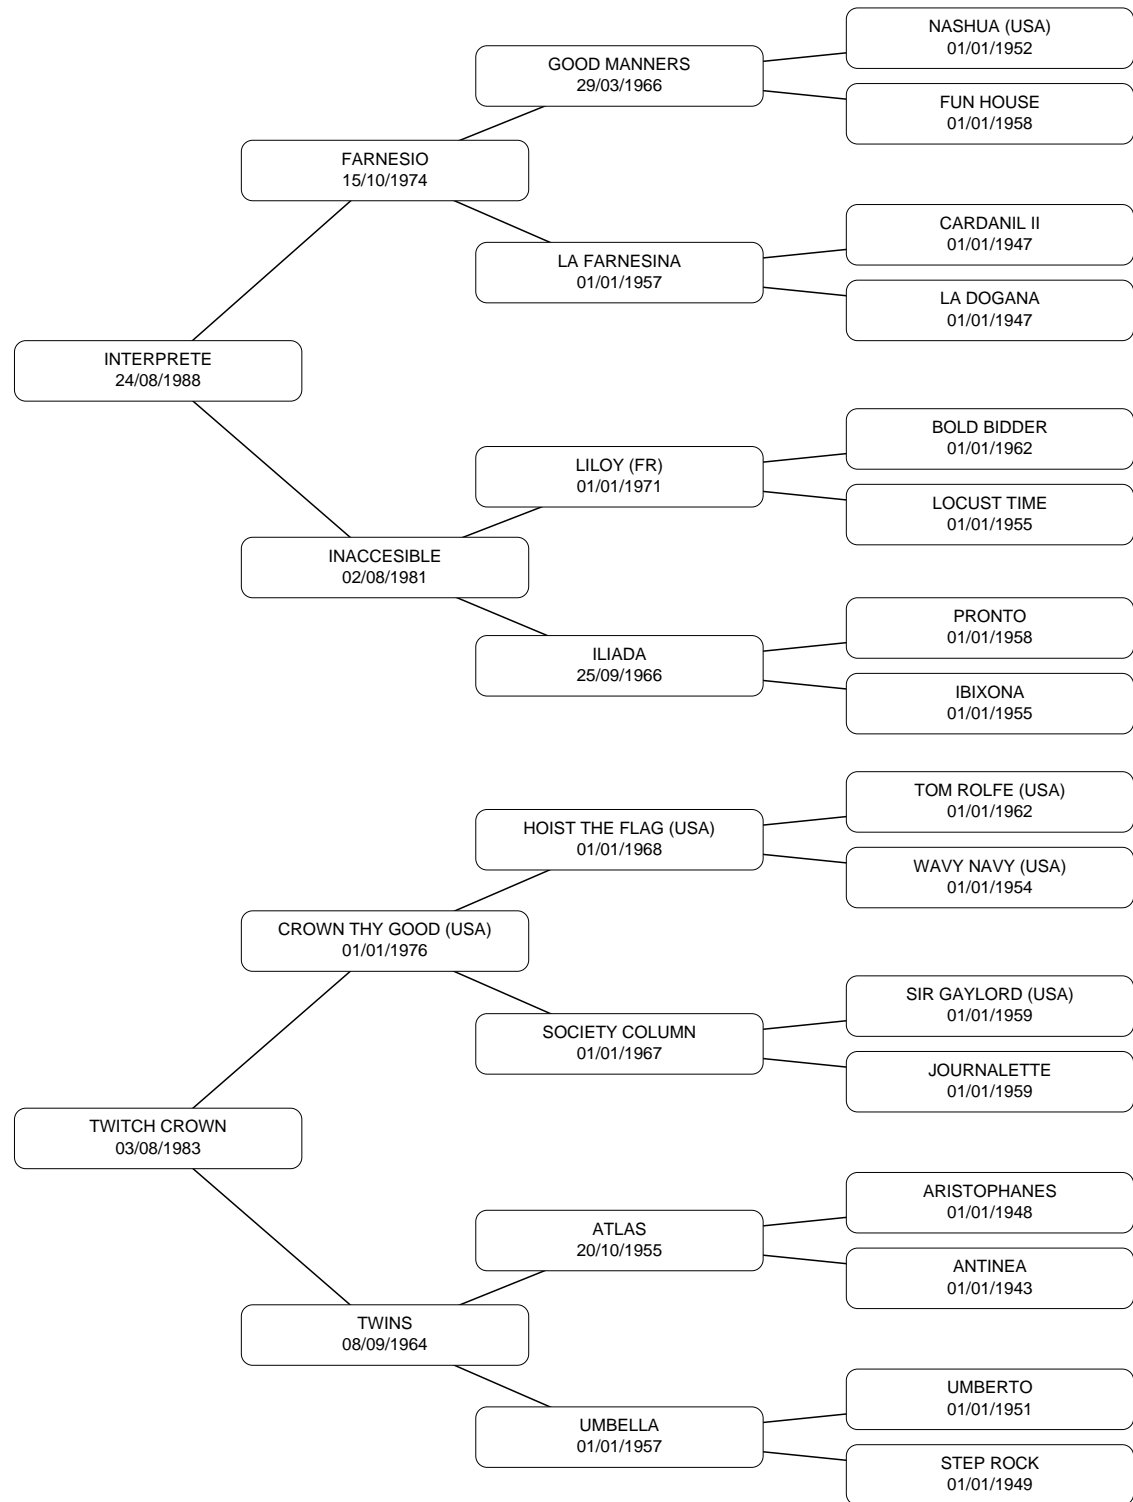 NASHUA (USA)
01/01/1952
GOOD MANNERS
29/03/1966
FUN HOUSE
01/01/1958
FARNESIO
15/10/1974
CARDANIL II
01/01/1947
LA FARNESINA
01/01/1957
LA DOGANA
01/01/1947
INTERPRETE
24/08/1988
BOLD BIDDER
01/01/1962
LILOY (FR)
01/01/1971
LOCUST TIME
01/01/1955
INACCESIBLE
02/08/1981
PRONTO
01/01/1958
ILIADA
25/09/1966
IBIXONA
01/01/1955
TOM ROLFE (USA)
01/01/1962
HOIST THE FLAG (USA)
01/01/1968
WAVY NAVY (USA)
01/01/1954
CROWN THY GOOD (USA)
01/01/1976
SIR GAYLORD (USA)
01/01/1959
SOCIETY COLUMN
01/01/1967
JOURNALETTE
01/01/1959
TWITCH CROWN
03/08/1983
ARISTOPHANES
01/01/1948
ATLAS
20/10/1955
ANTINEA
01/01/1943
TWINS
08/09/1964
UMBERTO
01/01/1951
UMBELLA
01/01/1957
STEP ROCK
01/01/1949